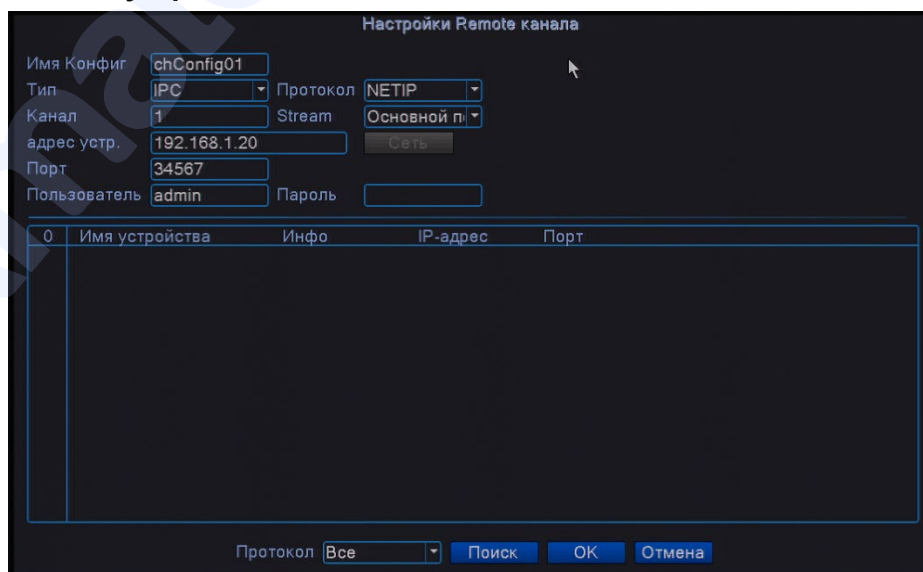 Настройки Remote канала
Имя Конфиг chConfig01
Тип IPC Протокол NETIP
Канал 1 Stream Основной п
адрес устр. 192.168.1.20 Сеть
Порт 34567
Пользователь admin Пароль
0 Имя устройства Инфо IP-адрес Порт
Протокол Все Поиск OK Отмена